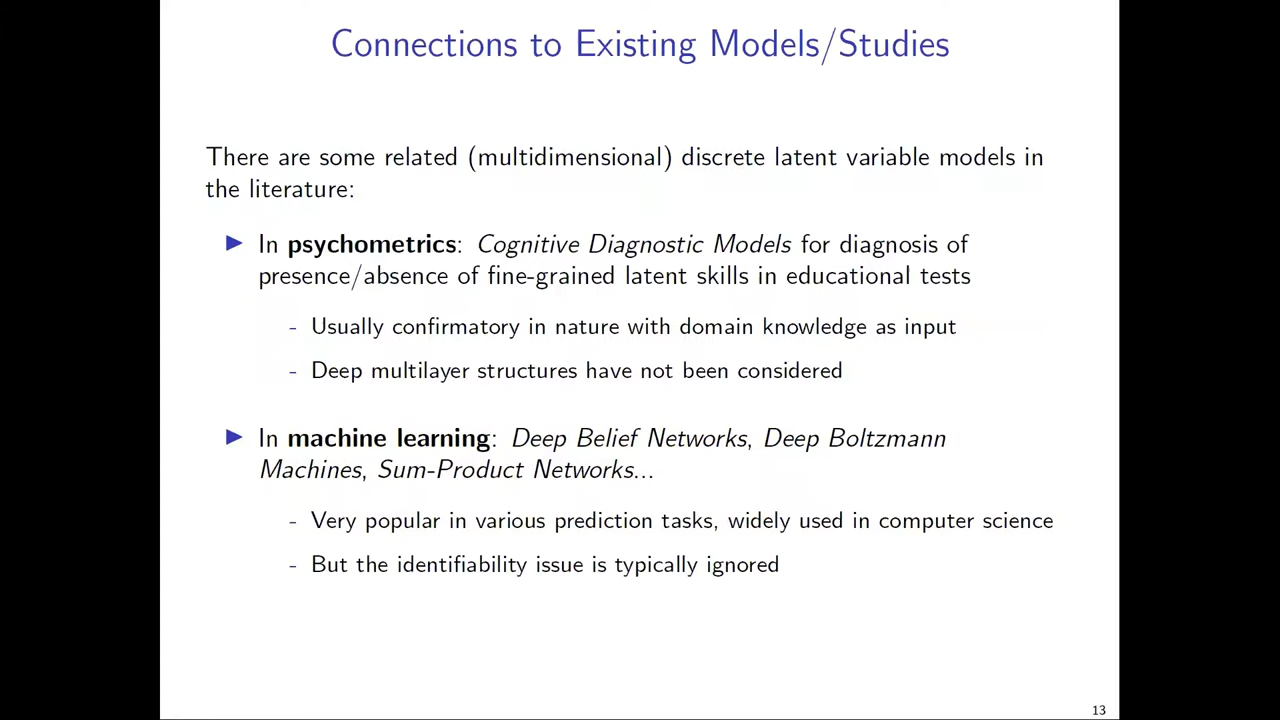 Connections to Existing Models/Studies
There are some related (multidimensional) discrete latent variable models in
the literature:
▶ In psychometrics: Cognitive Diagnostic Models for diagnosis of
presence/absence of fine-grained latent skills in educational tests
- Usually confirmatory in nature with domain knowledge as input
- Deep multilayer structures have not been considered
▶ In machine learning: Deep Belief Networks, Deep Boltzmann
Machines, Sum-Product Networks...
- Very popular in various prediction tasks, widely used in computer science
- But the identifiability issue is typically ignored
13